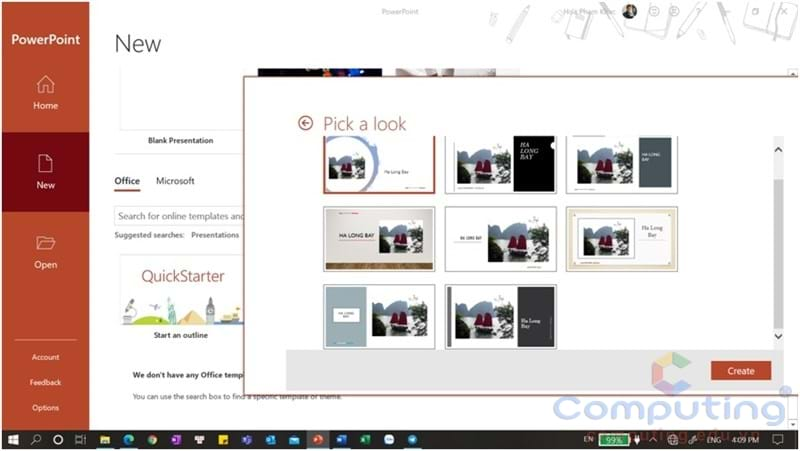 PowerPoint
PowerPoint
New
Home
New
Open
Account
Feedback
Options
Blank Presentation
Office
Microsoft
Search for online templates and
Suggested searches:
Presentations
QuickStarter
Start an outline
We don't have any Office temp
You can use the search box to find a specific template or theme.
Pick a look
Ha Long Bay
HA
LONG
BAY
HA LONG
BAY
HA LONG BAY
HA LONG BAY
Ha Long
Bay
HA LONG
BAY
Ha Long
Bay
Create
Computing®
computing.edu.vn
EN
99%
ENG
4:09 PM